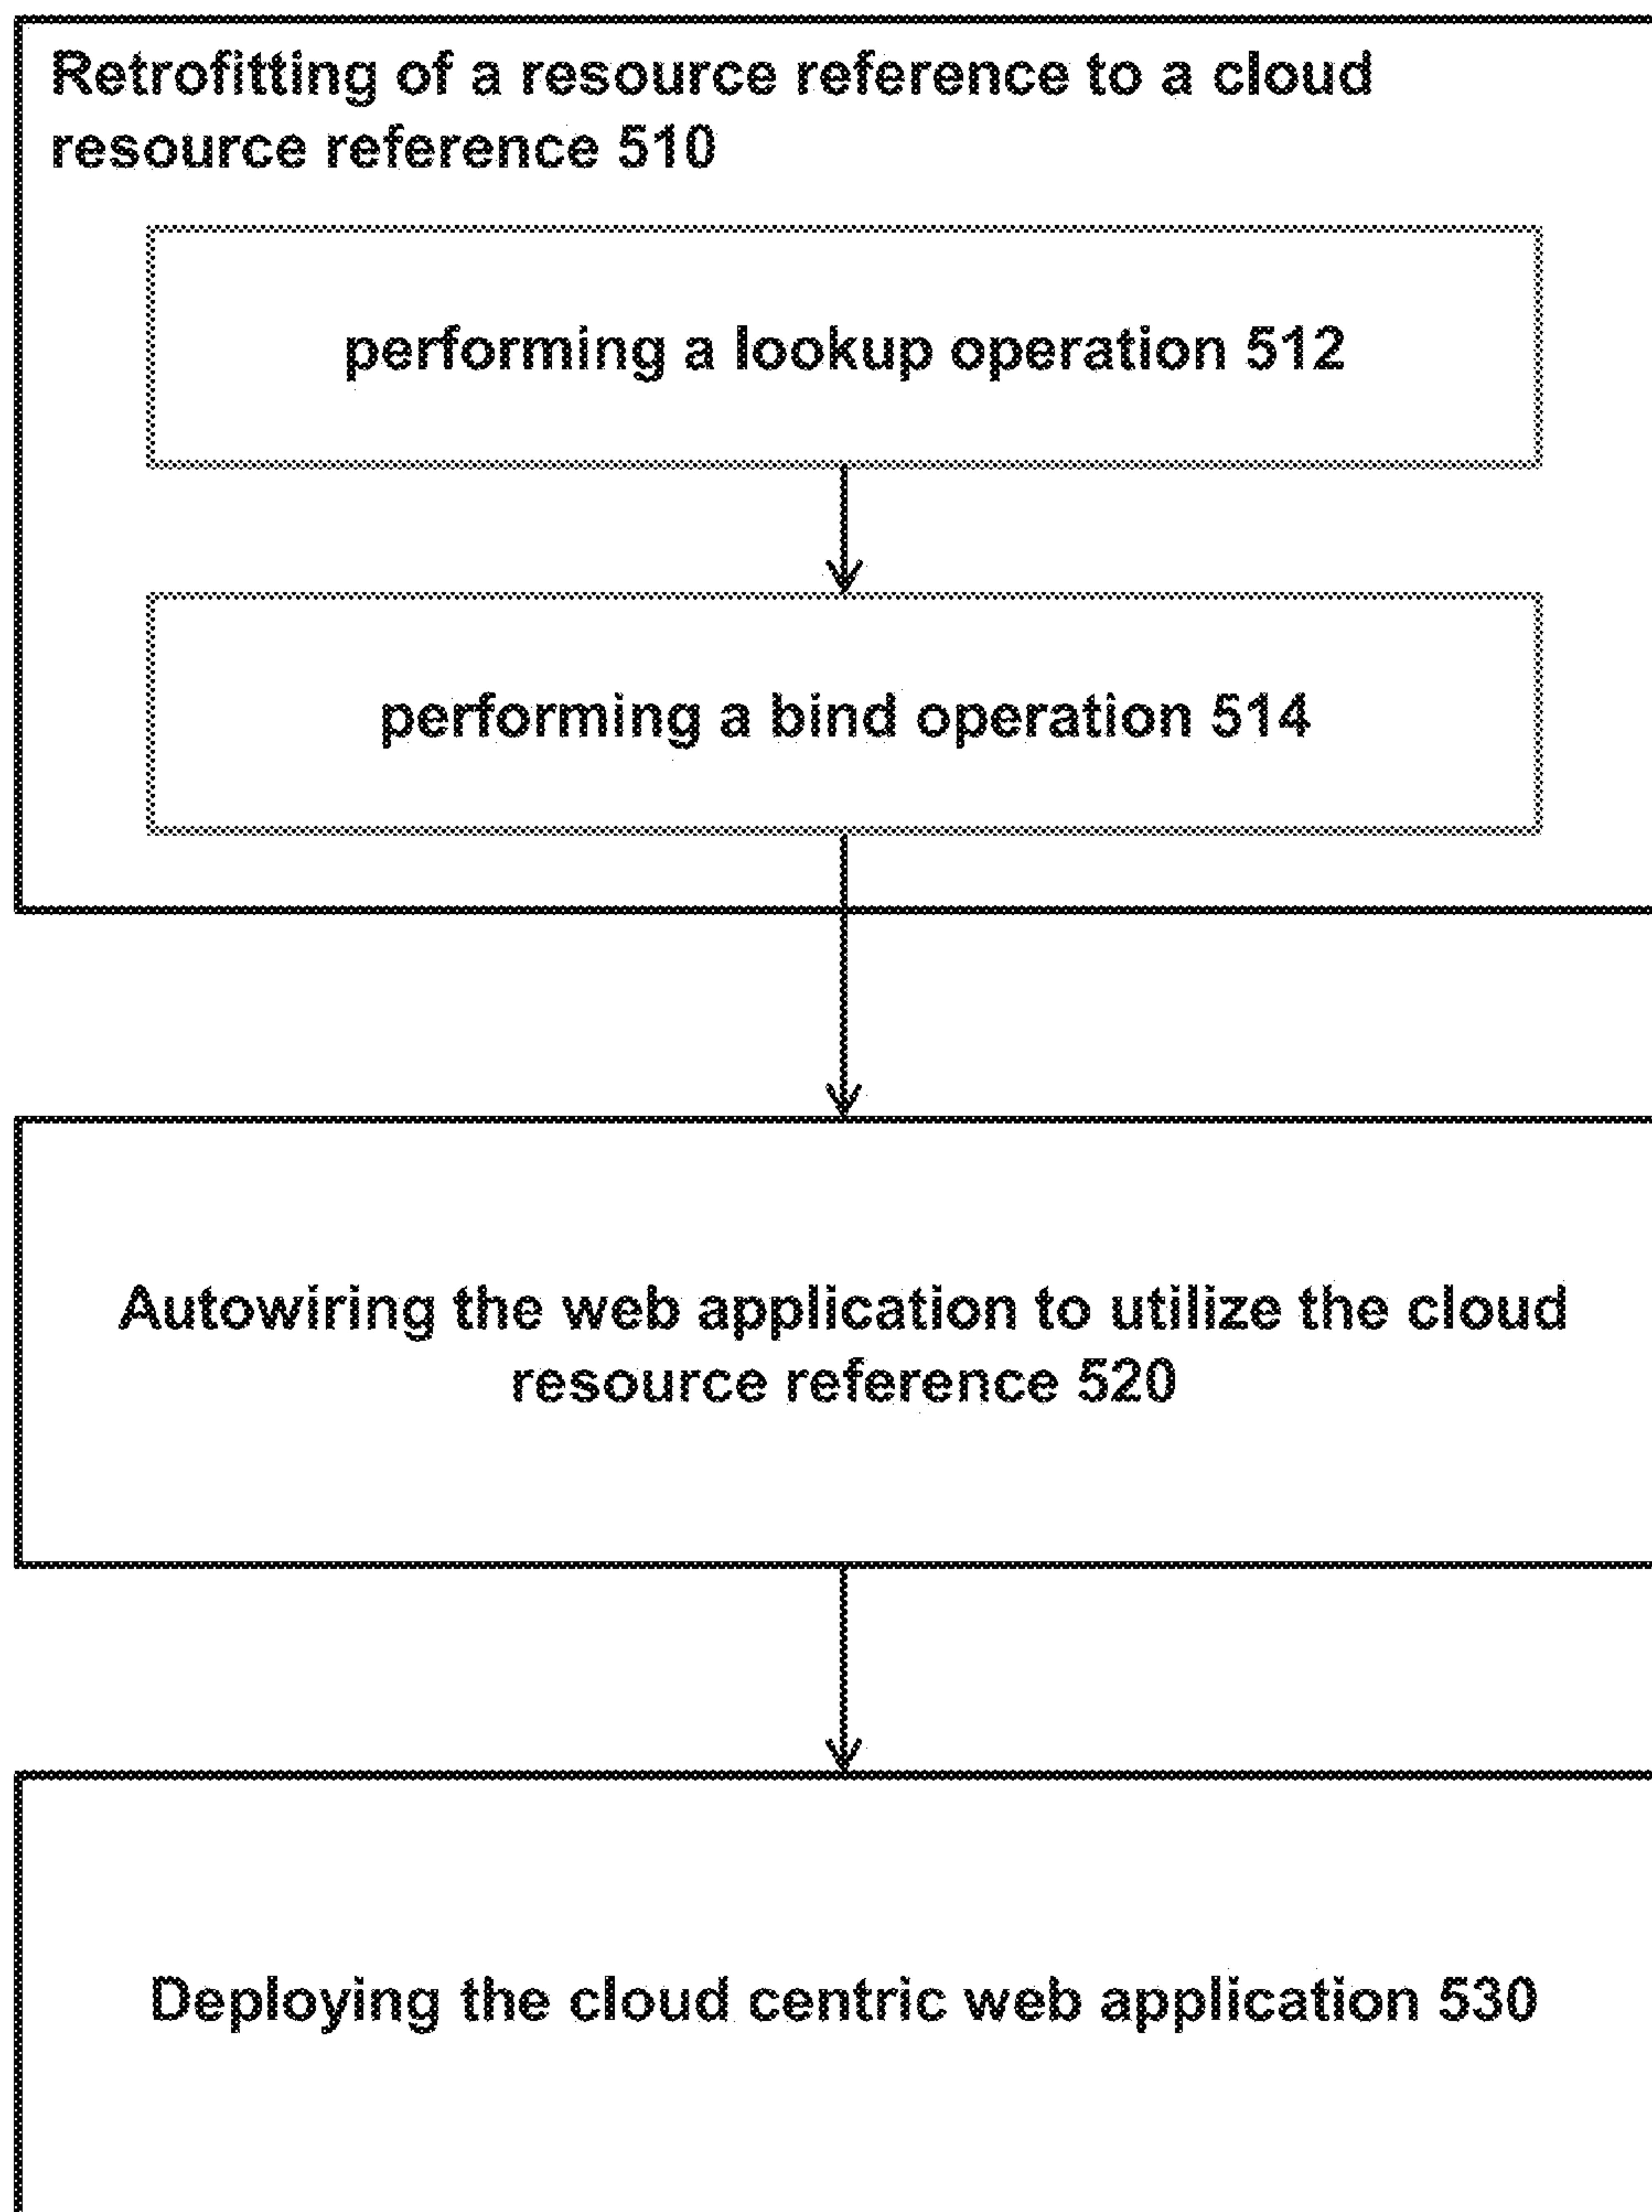 Retrofitting of a resource reference to a cloud
resource reference 510
performing a lookup operation 512
performing a bind operation 514
Autowiring the web application to utilize the cloud
resource reference 520
Deploying the cloud centric web application 530